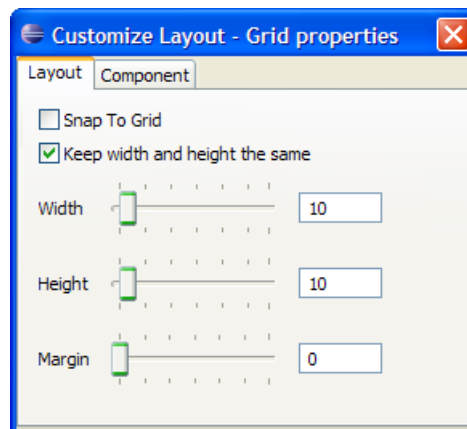 Customize Layout - Grid properties
Layout Component
Snap To Grid
Keep width and height the same
Width 10
Height 10
Margin 0